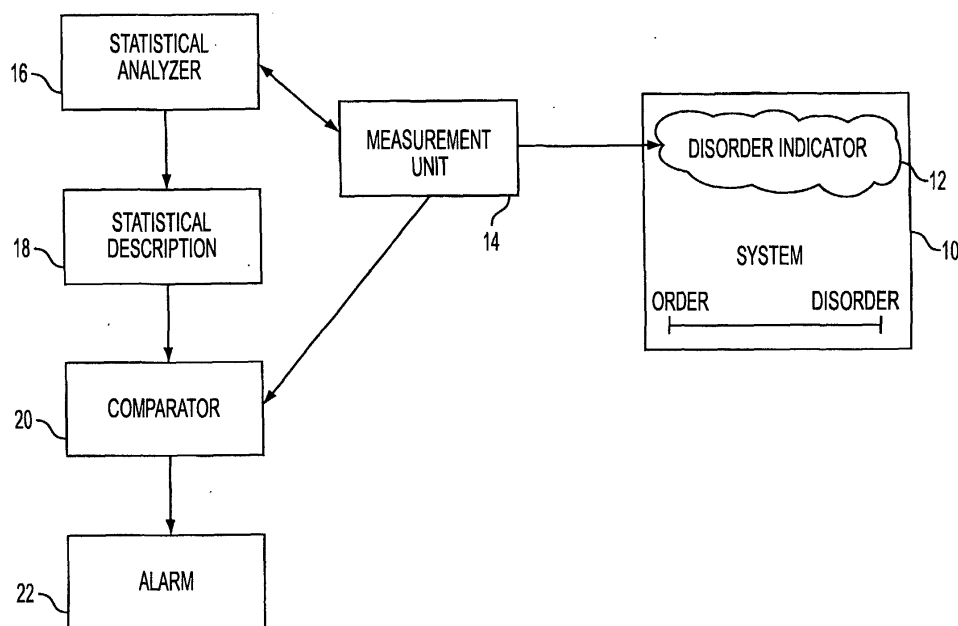 STATISTICAL
ANALYZER
16
MEASUREMENT
UNIT
14
DISORDER INDICATOR
12
SYSTEM
10
ORDER
DISORDER
STATISTICAL
DESCRIPTION
18
COMPARATOR
20
ALARM
22